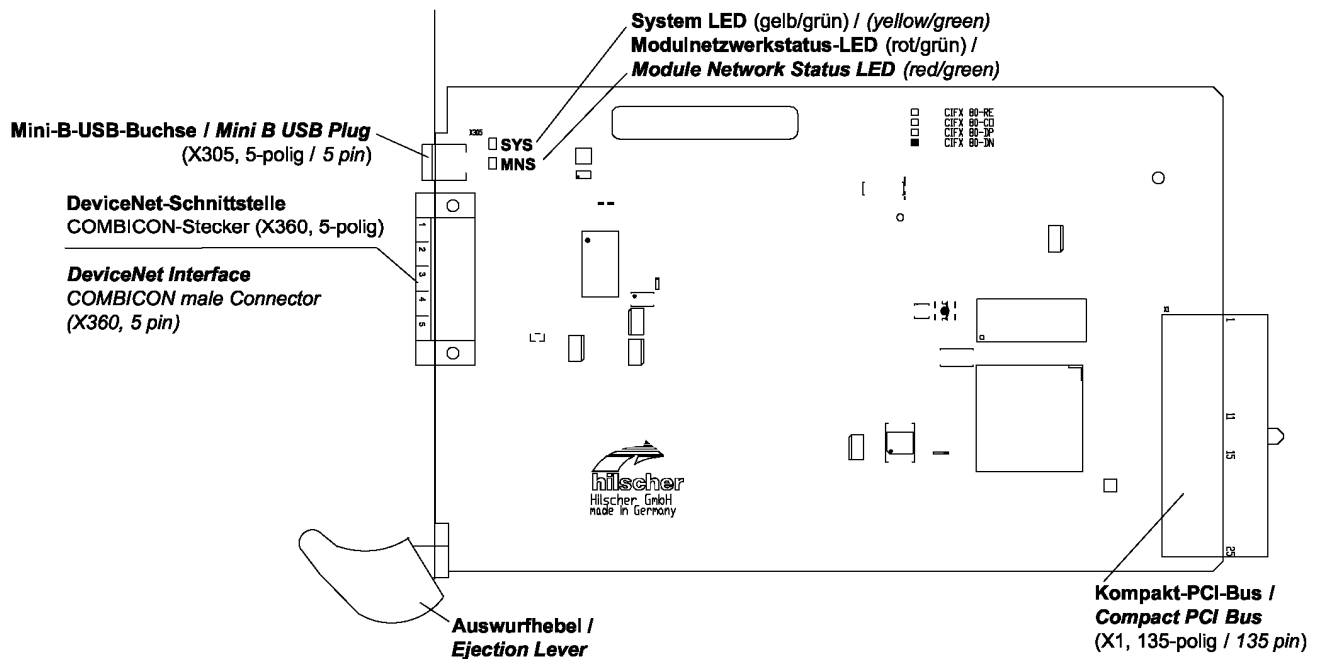 System LED (gelb/grün) / (yellow/green)
Modulnetzwerkstatus-LED (rot/grün) /
Module Network Status LED (red/green)
Mini-B-USB-Buchse / Mini B USB Plug
(X305, 5-polig / 5 pin)
X305
SYS
MNS
CIFX 80-RE
CIFX 80-CO
CIFX 80-DP
CIFX 80-DN
DeviceNet-Schnittstelle
COMBICON-Stecker (X360, 5-polig)
DeviceNet Interface
COMBICON male Connector
(X360, 5 pin)
1
2
3
4
5
X1
1
11
15
25
hilscher
Hilscher GmbH
made in Germany
Auswurfhebel /
Ejection Lever
Kompakt-PCI-Bus /
Compact PCI Bus
(X1, 135-polig / 135 pin)